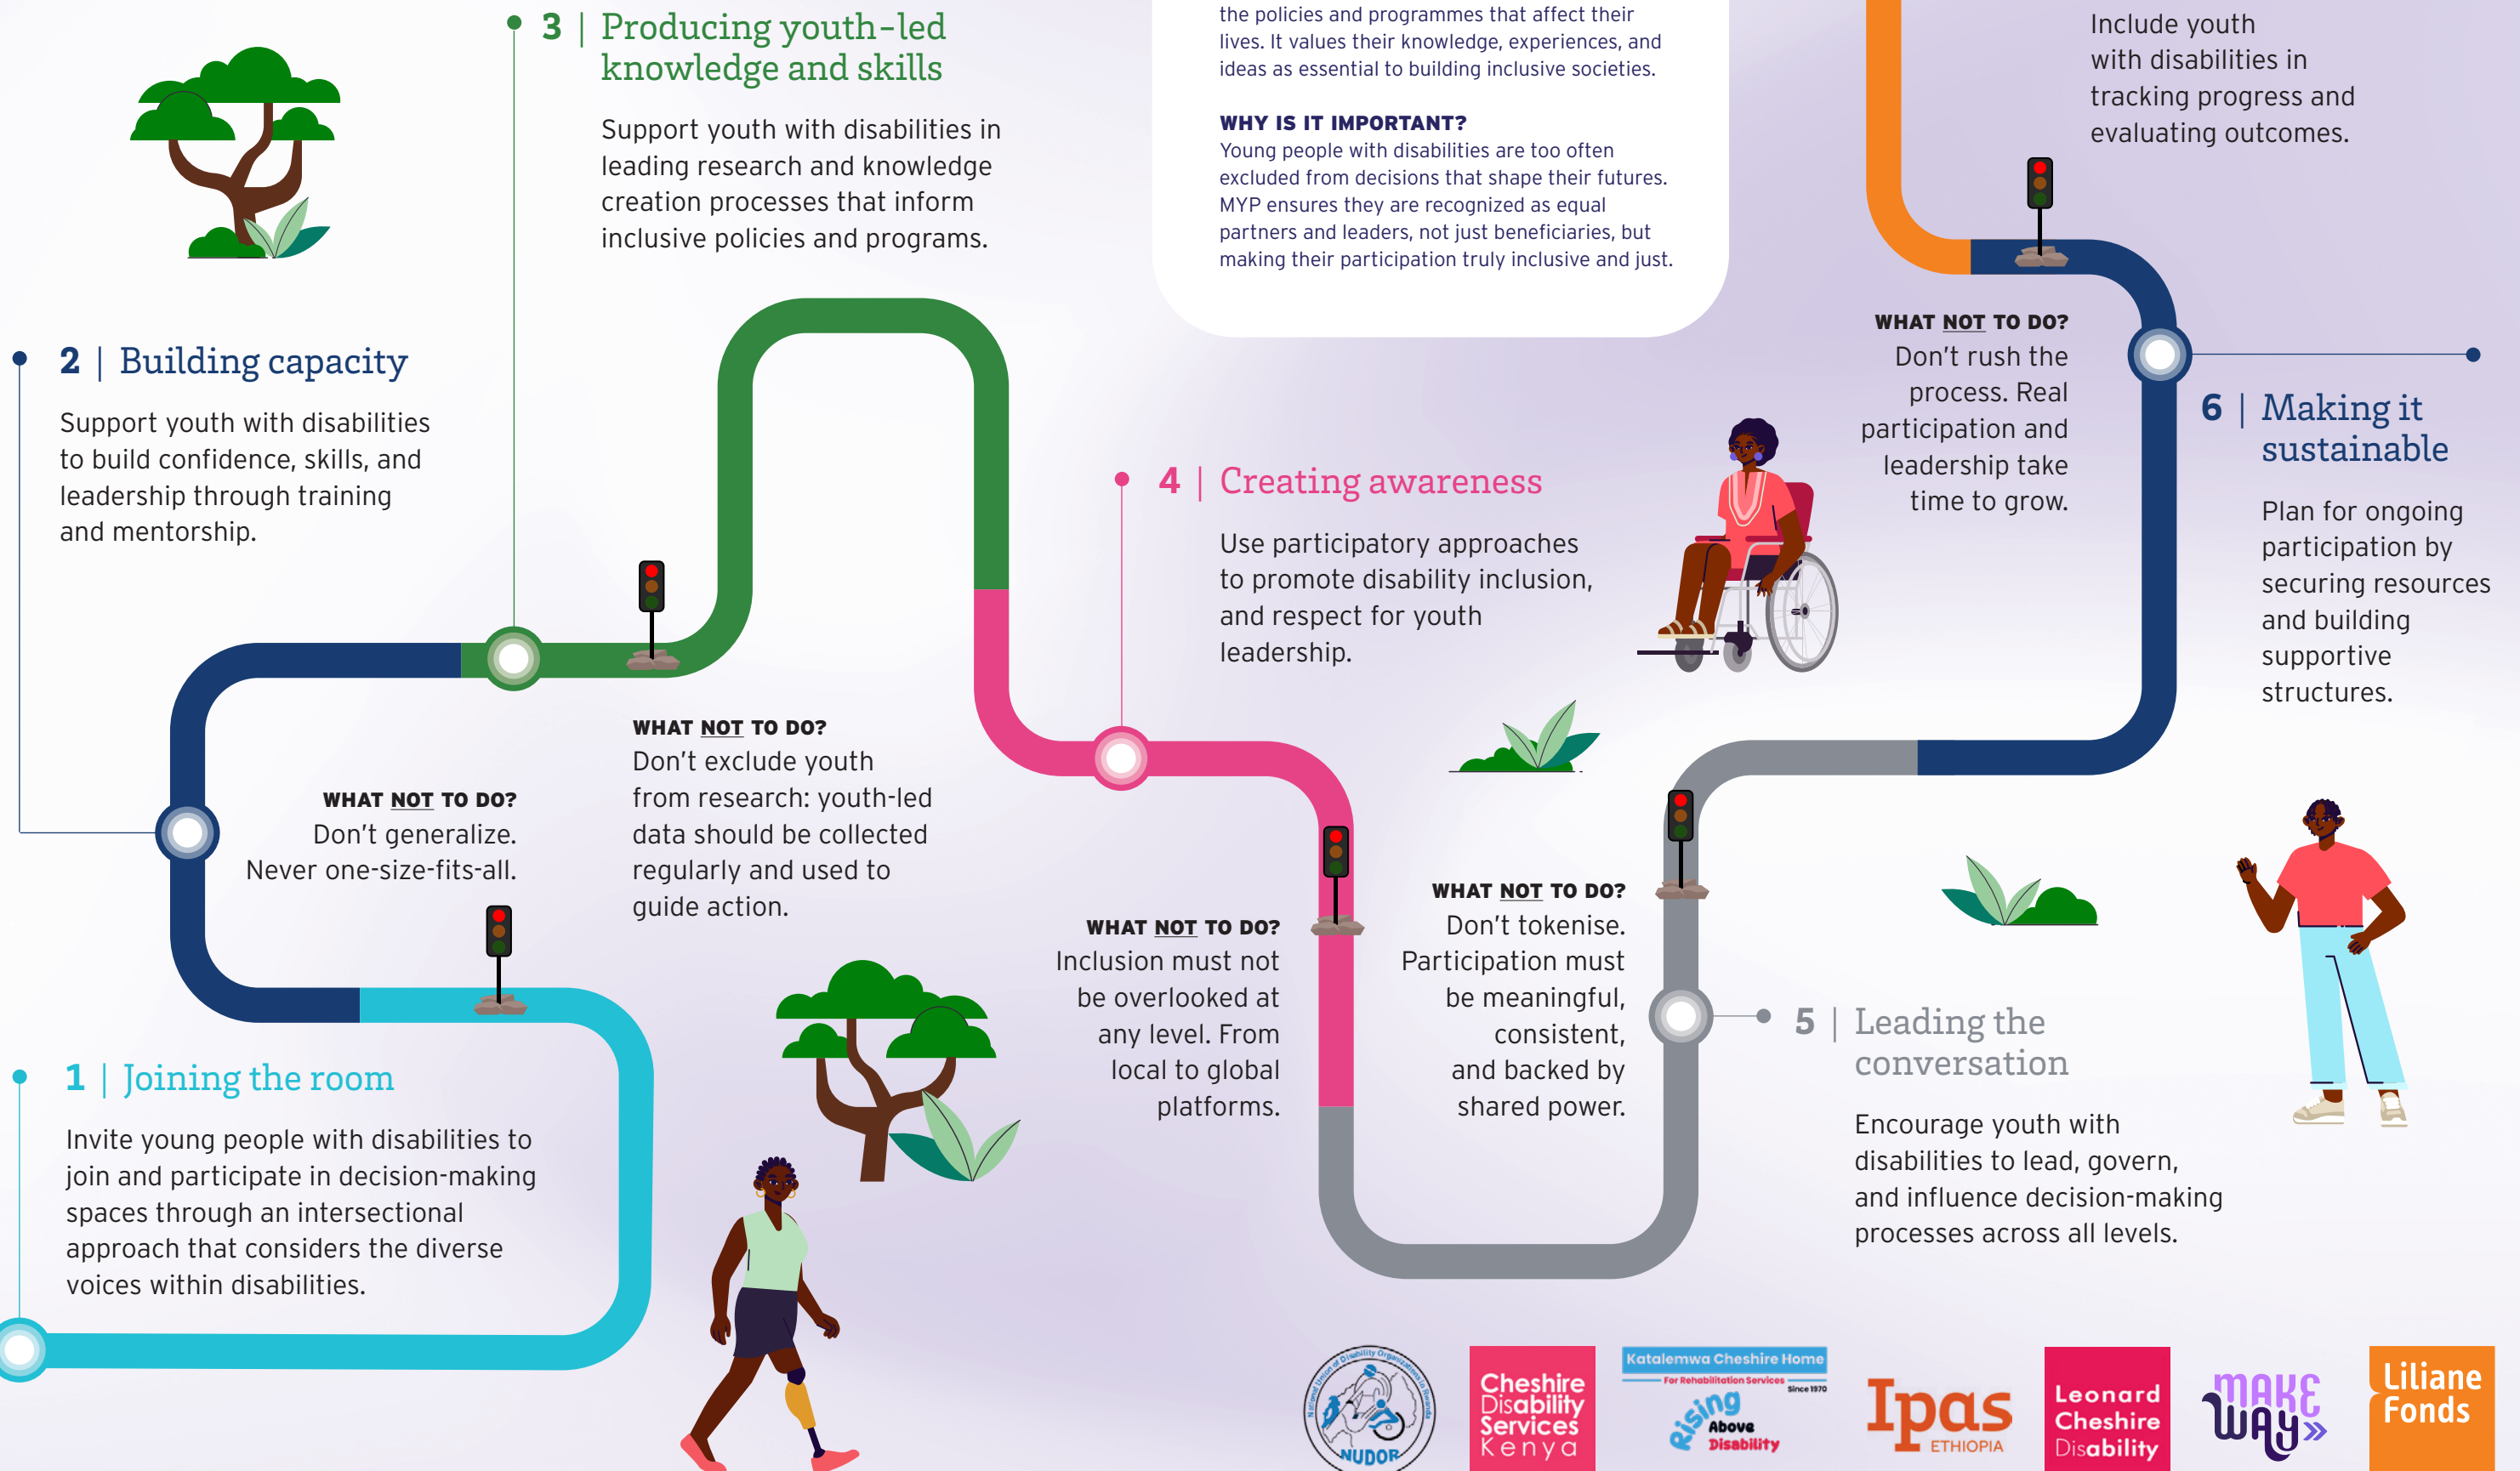 3 | Producing youth-led
knowledge and skills
Support youth with disabilities in
leading research and knowledge
creation processes that inform
inclusive policies and programs.
the policies and programmes that affect their
lives. It values their knowledge, experiences, and
ideas as essential to building inclusive societies.
WHY IS IT IMPORTANT?
Young people with disabilities are too often
excluded from decisions that shape their futures.
MYP ensures they are recognized as equal
partners and leaders, not just beneficiaries, but
making their participation truly inclusive and just.
Include youth
with disabilities in
tracking progress and
evaluating outcomes.
2 | Building capacity
Support youth with disabilities
to build confidence, skills, and
leadership through training
and mentorship.
WHAT NOT TO DO?
Don't rush the
process. Real
participation and
leadership take
time to grow.
6 | Making it
sustainable
Plan for ongoing
participation by
securing resources
and building
supportive
structures.
4 | Creating awareness
Use participatory approaches
to promote disability inclusion,
and respect for youth
leadership.
WHAT NOT TO DO?
Don't generalize.
Never one-size-fits-all.
WHAT NOT TO DO?
Don't exclude youth
from research: youth-led
data should be collected
regularly and used to
guide action.
WHAT NOT TO DO?
Inclusion must not
be overlooked at
any level. From
local to global
platforms.
WHAT NOT TO DO?
Don't tokenise.
Participation must
be meaningful,
consistent,
and backed by
shared power.
5 | Leading the
conversation
Encourage youth with
disabilities to lead, govern,
and influence decision-making
processes across all levels.
1 | Joining the room
Invite young people with disabilities to
join and participate in decision-making
spaces through an intersectional
approach that considers the diverse
voices within disabilities.
National Union of Disability Organizations in Rwanda
NUDOR
Cheshire
Disability
Services
Kenya
Katalemwa Cheshire Home
For Rehabilitation Services
Since 1970
Rising
Above
Disability
Ipas
ETHIOPIA
Leonard
Cheshire
Disability
MAKE
WAY
Liliane
Fonds